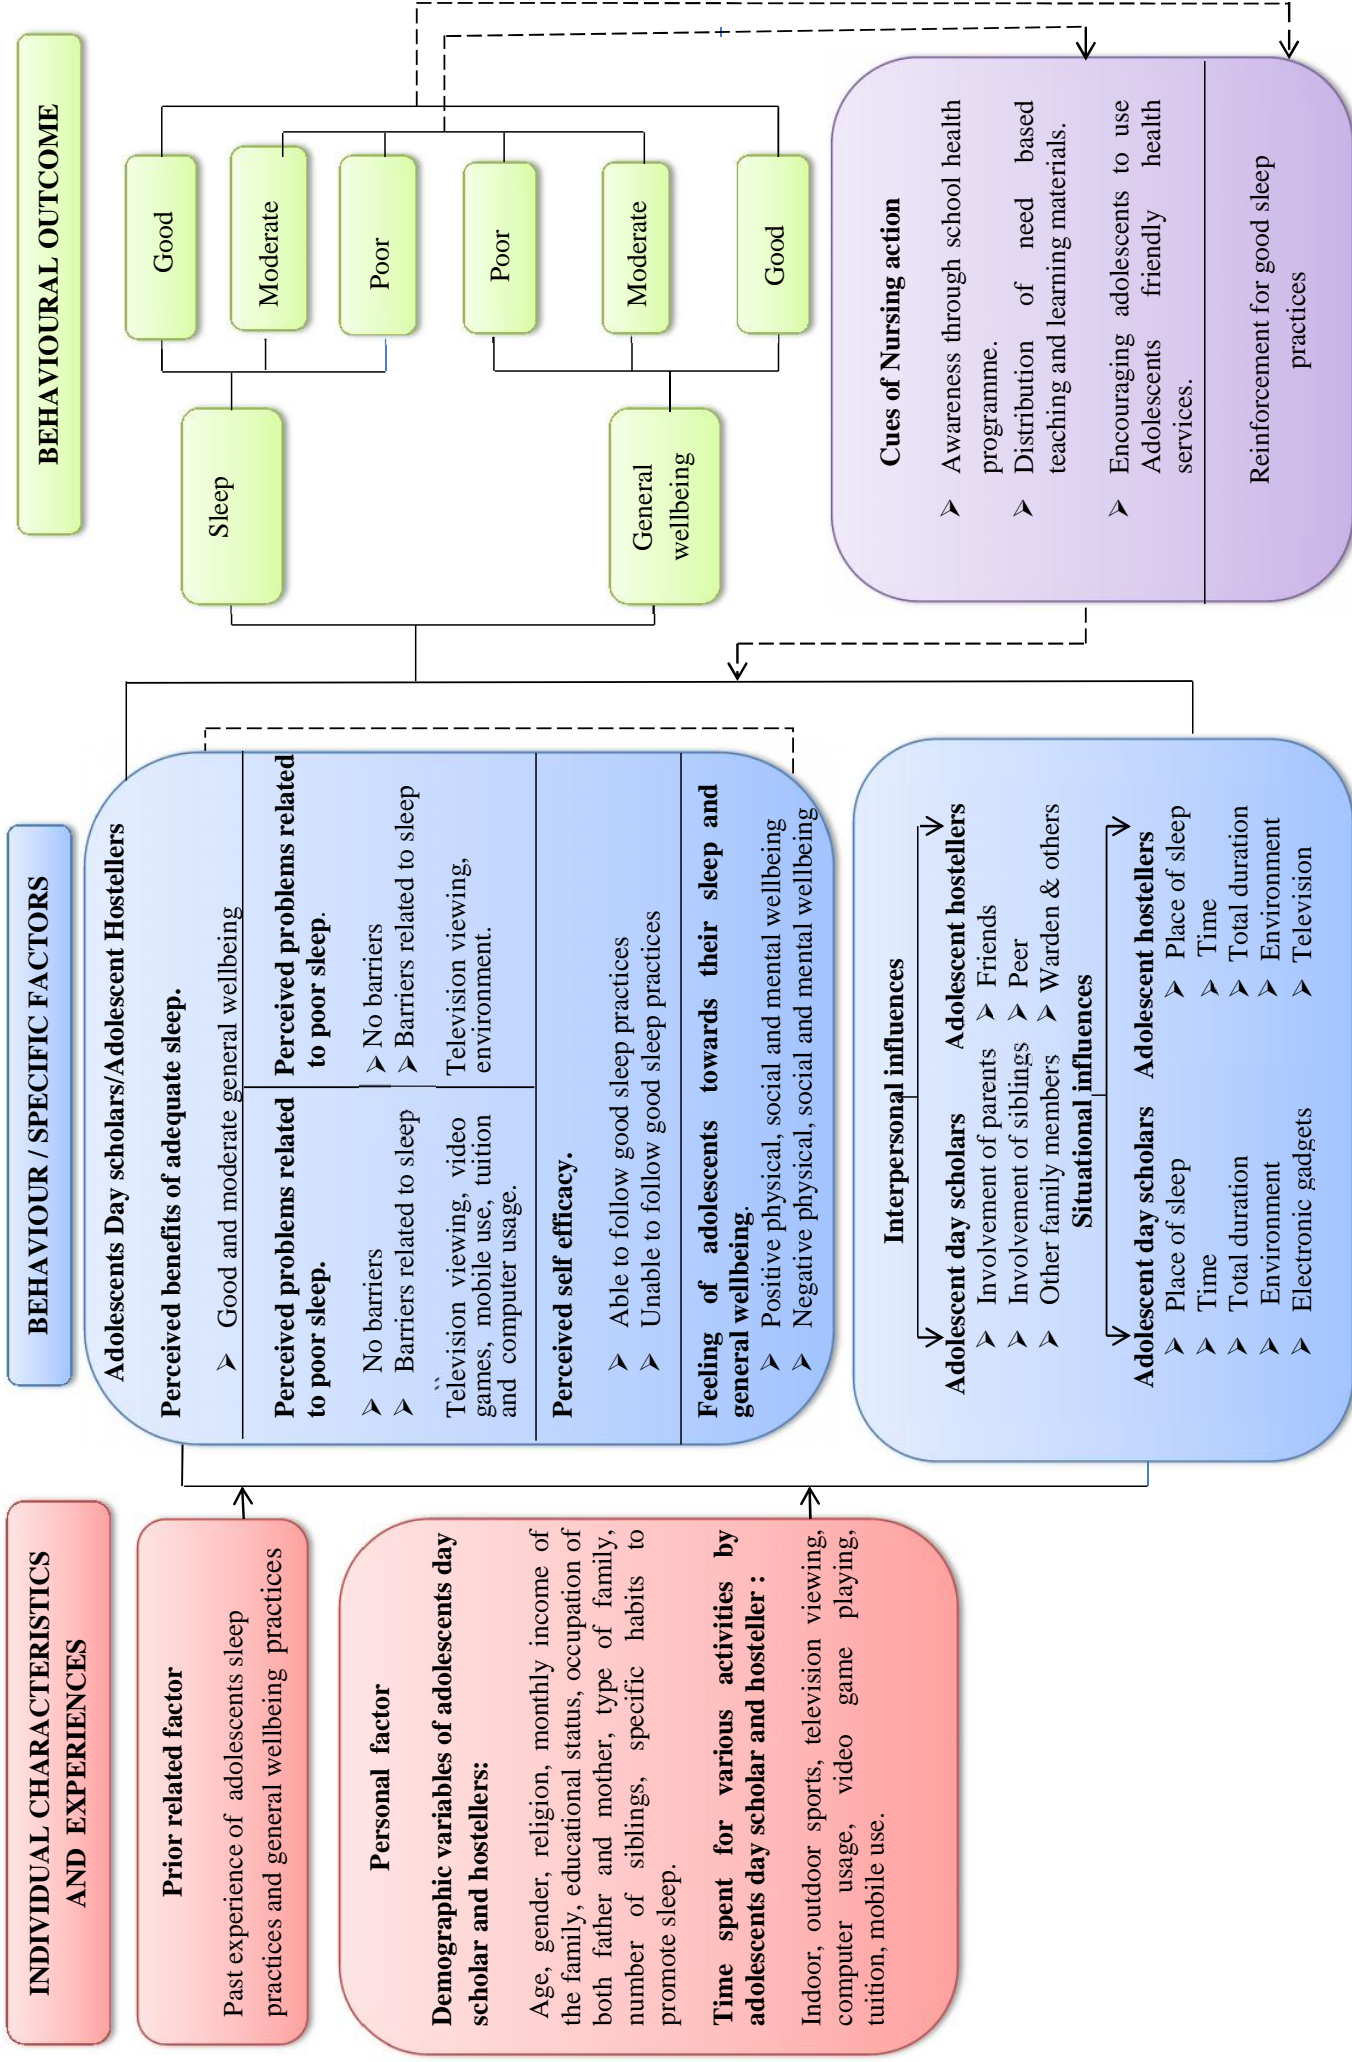 INDIVIDUAL CHARACTERISTICS
AND EXPERIENCES
Prior related factor
Past experience of adolescents sleep
practices and general wellbeing practices
Personal factor
Demographic variables of adolescents day
scholar and hostellers:
Age, gender, religion, monthly income of
the family, educational status, occupation of
both father and mother, type of family,
number of siblings, specific habits to
promote sleep.
Time spent for various activities by
adolescents day scholar and hosteller :
Indoor, outdoor sports, television viewing,
computer usage, video game playing,
tuition, mobile use.
BEHAVIOUR / SPECIFIC FACTORS
Adolescents Day scholars/Adolescent Hostellers
Perceived benefits of adequate sleep.
➢ Good and moderate general wellbeing
Perceived problems related
to poor sleep.
➢ No barriers
➢ Barriers related to sleep
``
Television viewing, video
games, mobile use, tuition
and computer usage.
Perceived problems related
to poor sleep.
➢ No barriers
➢ Barriers related to sleep
Television viewing,
environment.
Perceived self efficacy.
➢ Able to follow good sleep practices
➢ Unable to follow good sleep practices
Feeling of adolescents towards their sleep and
general wellbeing.
➢ Positive physical, social and mental wellbeing
➢ Negative physical, social and mental wellbeing
Interpersonal influences
Adolescent day scholars
➢ Involvement of parents
➢ Involvement of siblings
➢ Other family members
Adolescent hostellers
➢ Friends
➢ Peer
➢ Warden & others
Situational influences
Adolescent day scholars
➢ Place of sleep
➢ Time
➢ Total duration
➢ Environment
➢ Electronic gadgets
Adolescent hostellers
➢ Place of sleep
➢ Time
➢ Total duration
➢ Environment
➢ Television
BEHAVIOURAL OUTCOME
Sleep
Good
Moderate
Poor
General
wellbeing
Poor
Moderate
Good
Cues of Nursing action
➢ Awareness through school health
programme.
➢ Distribution of need based
teaching and learning materials.
➢ Encouraging adolescents to use
Adolescents friendly health
services.
Reinforcement for good sleep
practices